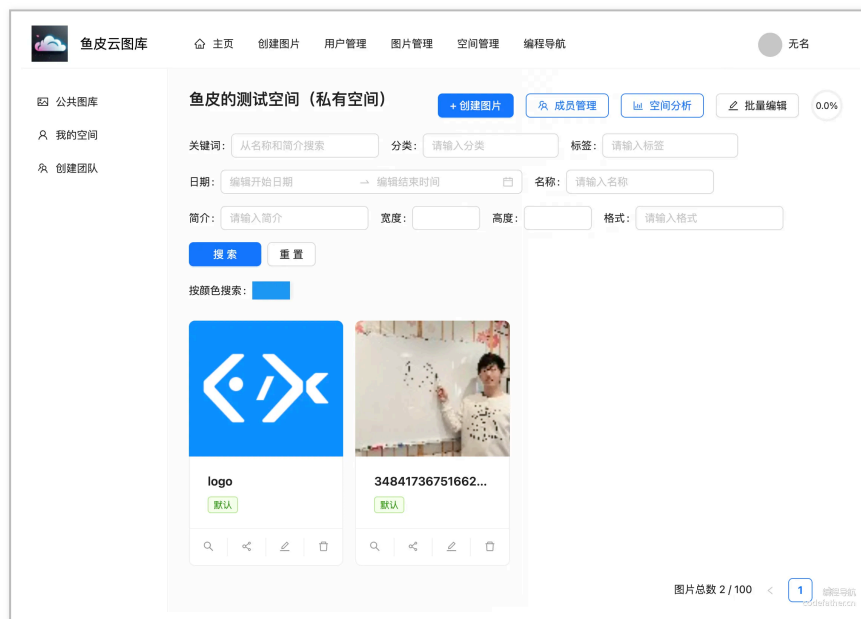 鱼皮云图库
主页 创建图片 用户管理 图片管理 空间管理 编程导航
无名
公共图库
我的空间
创建团队
鱼皮的测试空间（私有空间）
+ 创建图片 成员管理 空间分析 批量编辑 0.0%
关键词： 从名称和简介搜索 分类： 请输入分类 标签： 请输入标签
日期： 编辑开始日期 → 编辑结束时间 名称： 请输入名称
简介： 请输入简介 宽度： 高度： 格式： 请输入格式
搜 索 重 置
按颜色搜索：
logo
默认
34841736751662...
默认
图片总数 2 / 100 < 1
编程导航
codefather.cn